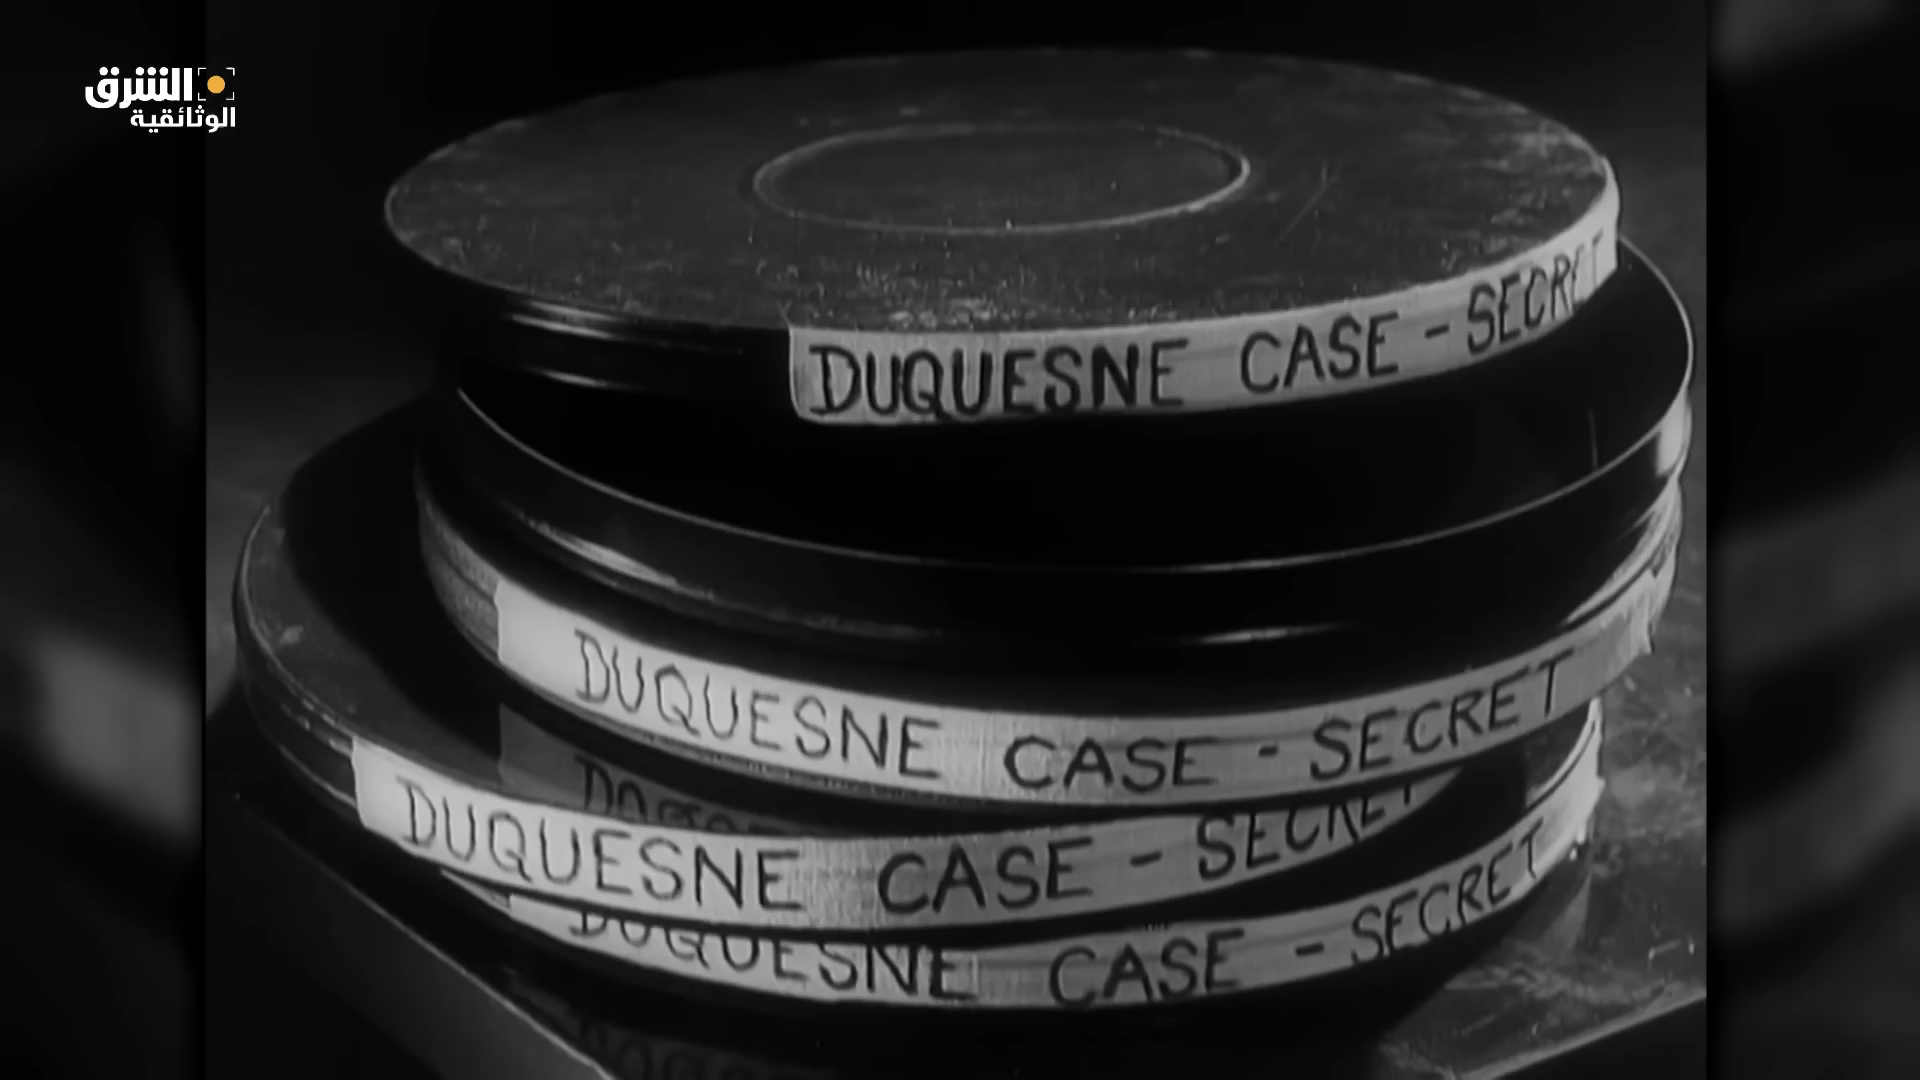 الشرق
الوثائقية
DUQUESNE CASE - SECRET
DUQUESNE CASE - SECRET
DUQUESNE CASE - SECRET
DUQUESNE CASE - SECRET